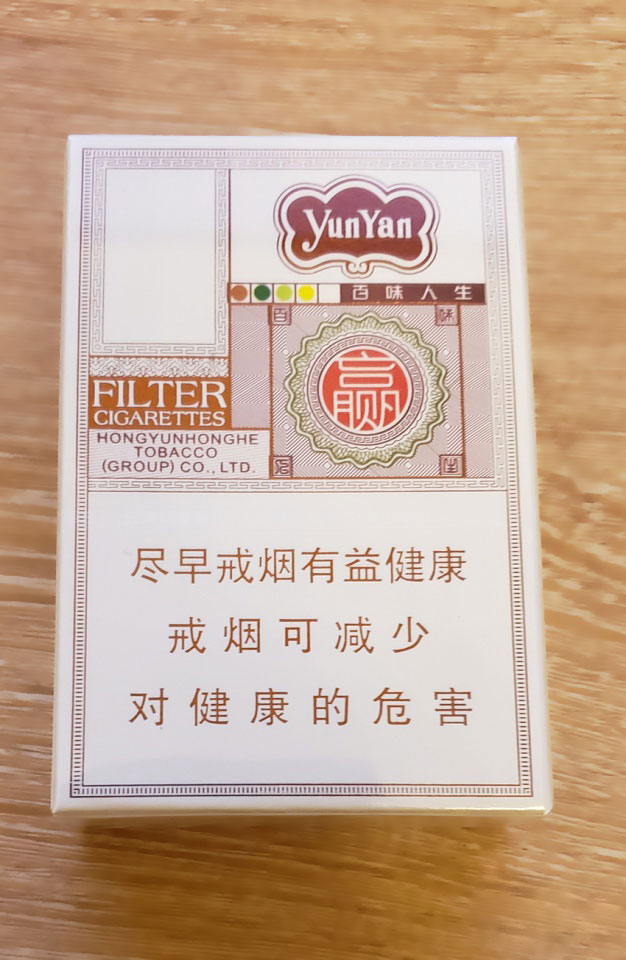 YunYan
百味人生
百 味
赢
FILTER
CIGARETTES
HONGYUNHONGHE
TOBACCO
(GROUP) CO., LTD.
尽早戒烟有益健康
戒烟可减少
对健康的危害